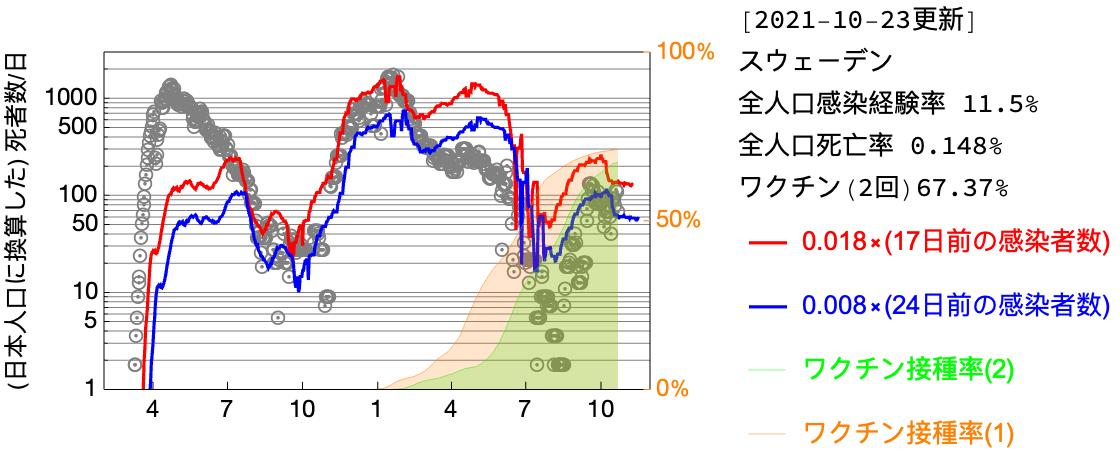 [2021-10-23更新]
スウェーデン
全人口感染経験率 11.5%
全人口死亡率 0.148%
ワクチン(2回)67.37%
(日本人口に換算した) 死者数/日
1000
500
100
50
10
5
1
100%
50%
0%
4 7 10 1 4 7 10
0.018×(17日前の感染者数)
0.008×(24日前の感染者数)
ワクチン接種率(2)
ワクチン接種率(1)